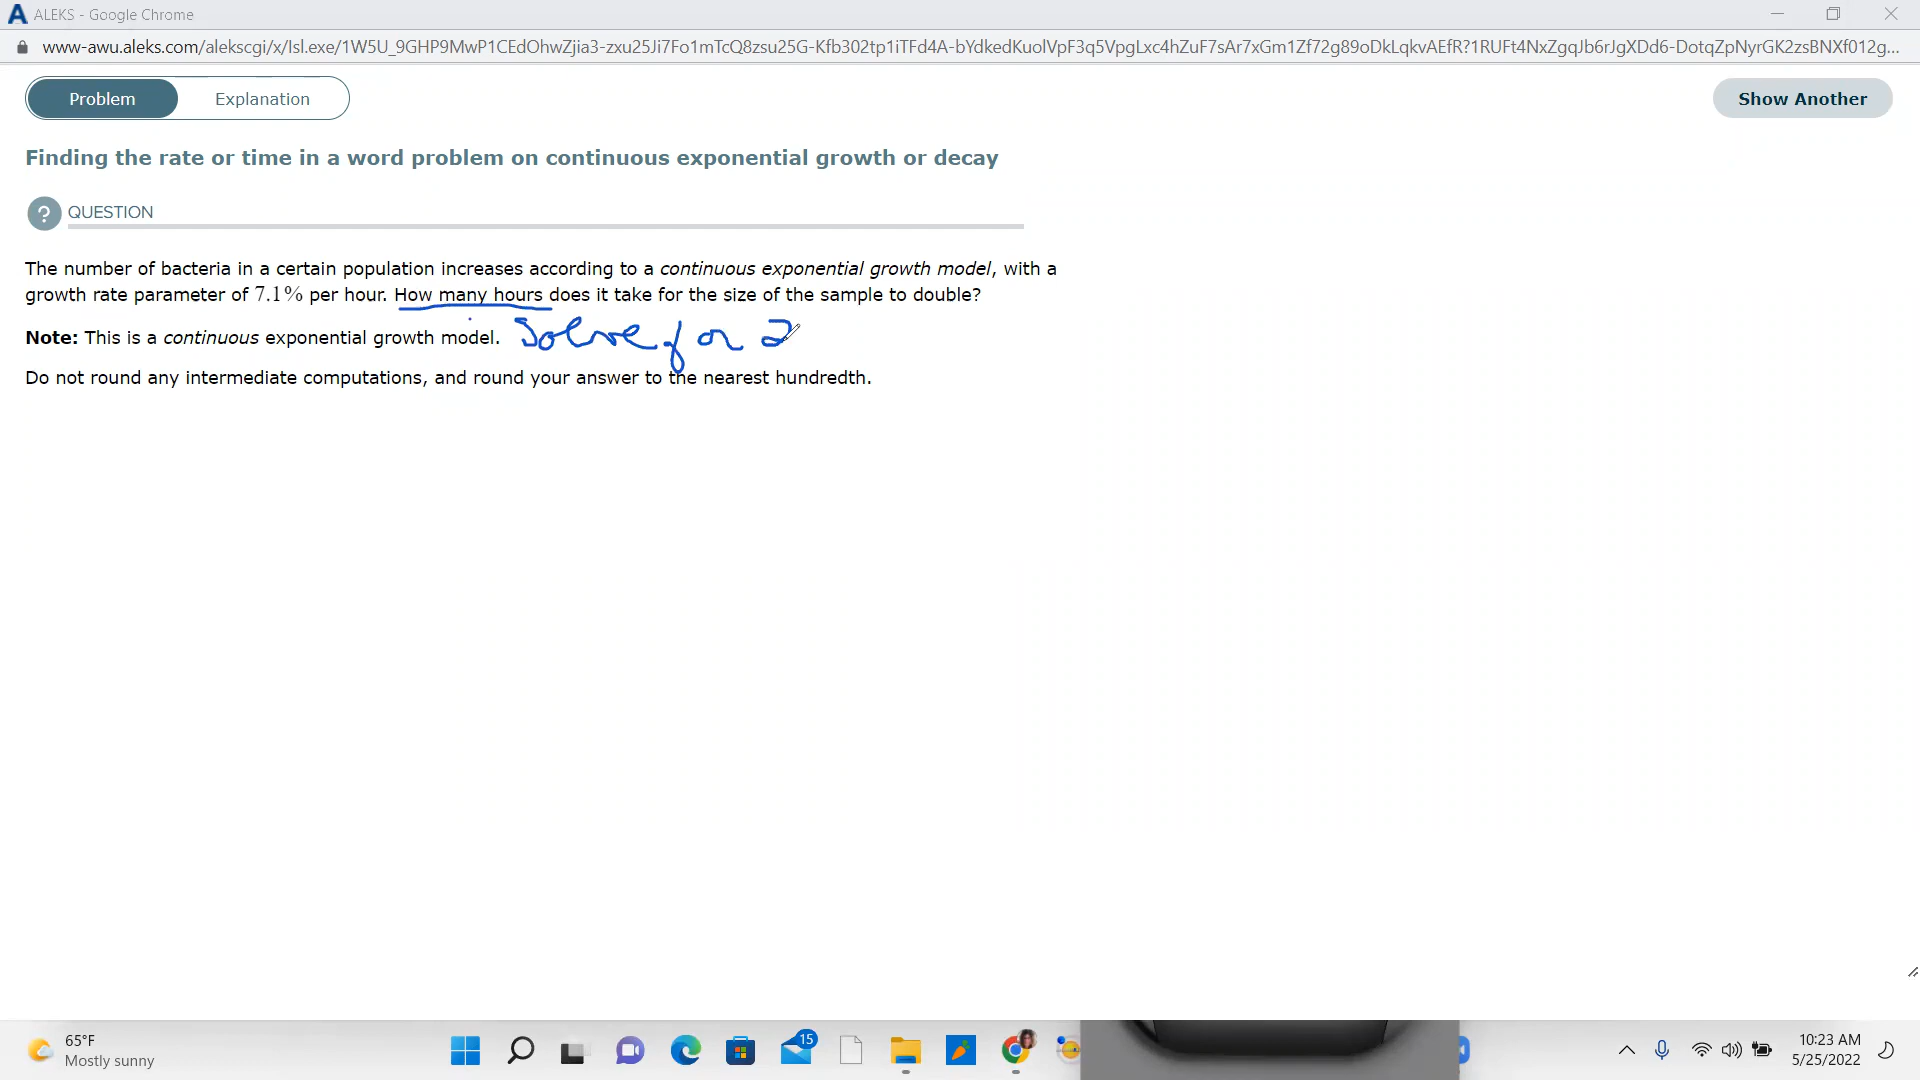 ALEKS - Google Chrome
www-awu.aleks.com/alekscgi/x/Isl.exe/1W5U_9GHP9MwP1CEdOhwZjia3-zxu25Ji7Fo1mTcQ8zsu25G-Kfb302tp1iTFd4A-bYdkedKuolVpF3q5VpgLxc4hZuF7sAr7xGm1Zf72g89oDkLqkvAEfR?1RUFt4NxZgqJb6rJgXDd6-DotqZpNyrGK2zsBNXf012g...
Problem
Explanation
Show Another
Finding the rate or time in a word problem on continuous exponential growth or decay
? QUESTION
The number of bacteria in a certain population increases according to a continuous exponential growth model, with a
growth rate parameter of 7.1% per hour. How many hours does it take for the size of the sample to double?
Note: This is a continuous exponential growth model. Solve for
Do not round any intermediate computations, and round your answer to the nearest hundredth.
65°F
Mostly sunny
15
10:23 AM
5/25/2022